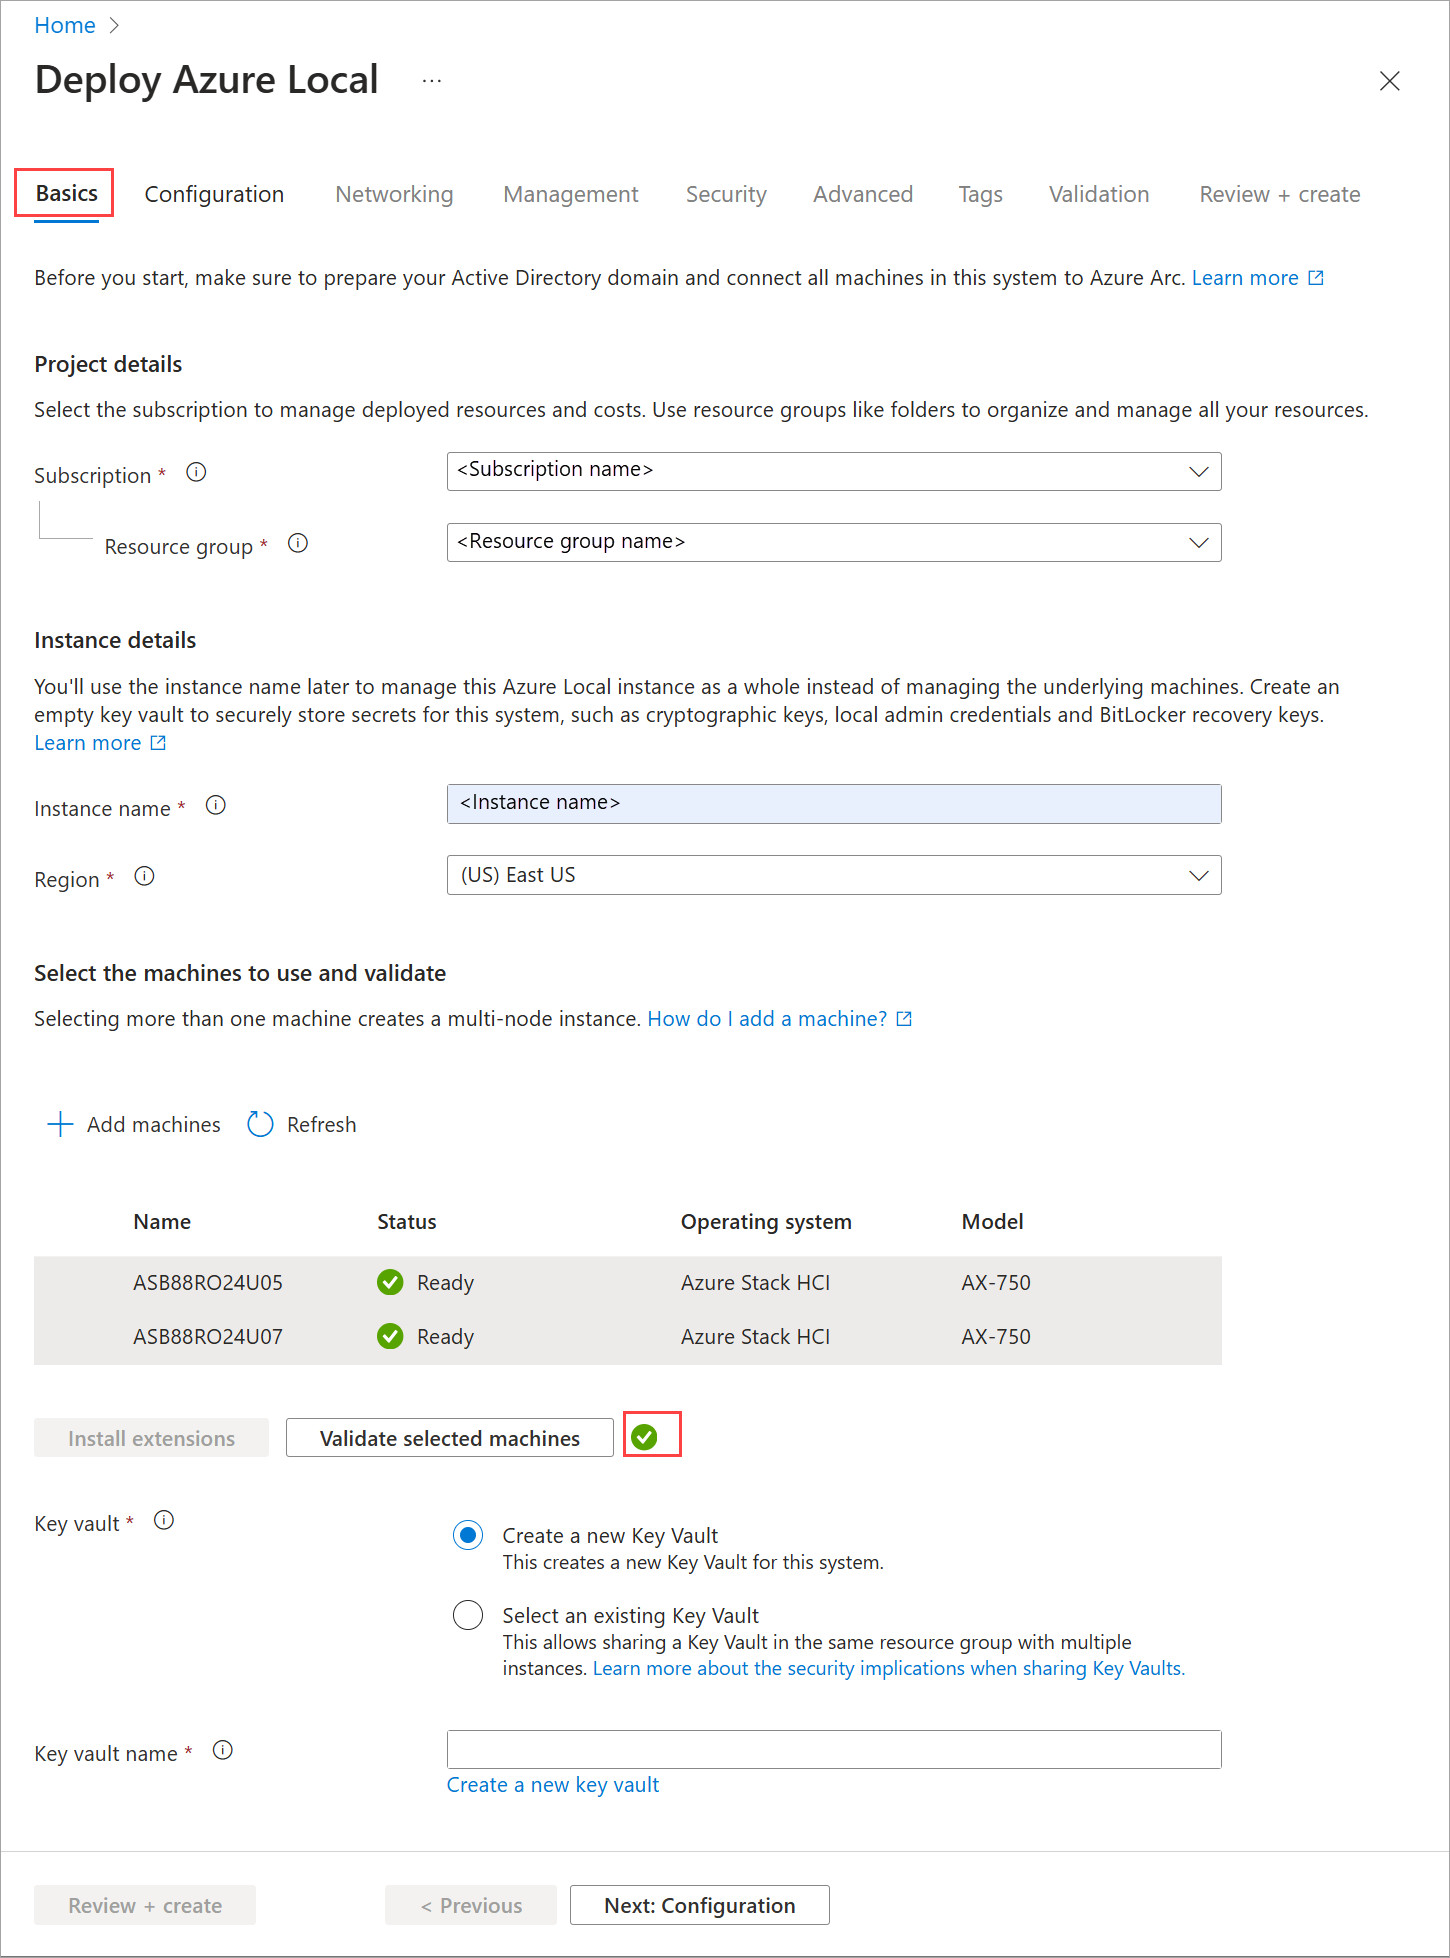 Home
Deploy Azure Local ...
Basics Configuration Networking Management Security Advanced Tags Validation Review + create
Before you start, make sure to prepare your Active Directory domain and connect all machines in this system to Azure Arc. Learn more
Project details
Select the subscription to manage deployed resources and costs. Use resource groups like folders to organize and manage all your resources.
Subscription * <Subscription name>
Resource group * <Resource group name>
Instance details
You'll use the instance name later to manage this Azure Local instance as a whole instead of managing the underlying machines. Create an
empty key vault to securely store secrets for this system, such as cryptographic keys, local admin credentials and BitLocker recovery keys.
Learn more
Instance name * <Instance name>
Region * (US) East US
Select the machines to use and validate
Selecting more than one machine creates a multi-node instance. How do I add a machine?
Add machines Refresh
Name Status Operating system Model
ASB88RO24U05 Ready Azure Stack HCI AX-750
ASB88RO24U07 Ready Azure Stack HCI AX-750
Install extensions Validate selected machines
Key vault * Create a new Key Vault
This creates a new Key Vault for this system.
Select an existing Key Vault
This allows sharing a Key Vault in the same resource group with multiple
instances. Learn more about the security implications when sharing Key Vaults.
Key vault name *
Create a new key vault
Review + create < Previous Next: Configuration